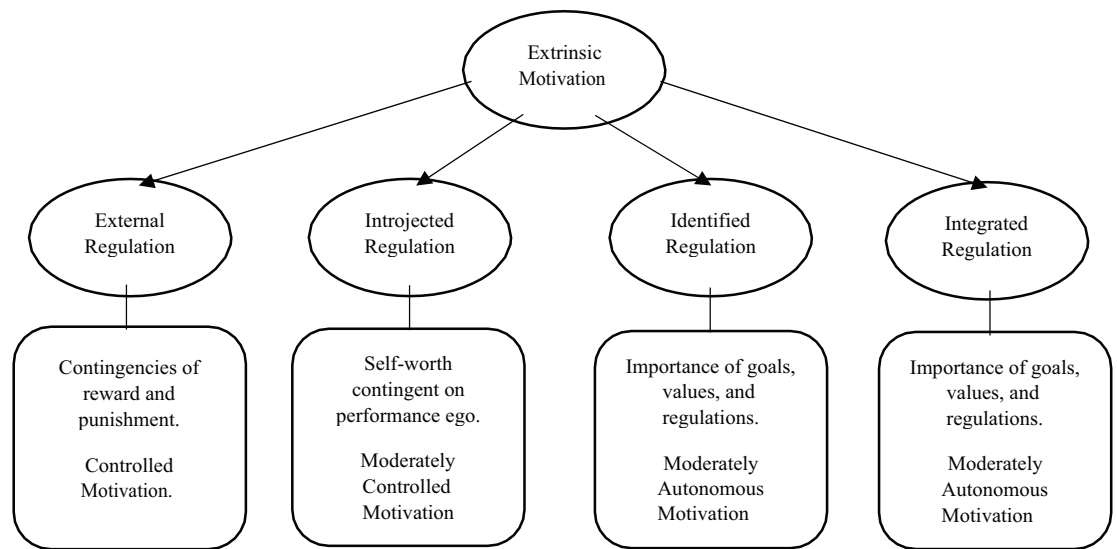 Extrinsic
Motivation
External
Regulation
Introjected
Regulation
Identified
Regulation
Integrated
Regulation
Contingencies of
reward and
punishment.
Controlled
Motivation.
Self-worth
contingent on
performance ego.
Moderately
Controlled
Motivation
Importance of goals,
values, and
regulations.
Moderately
Autonomous
Motivation
Importance of goals,
values, and
regulations.
Moderately
Autonomous
Motivation